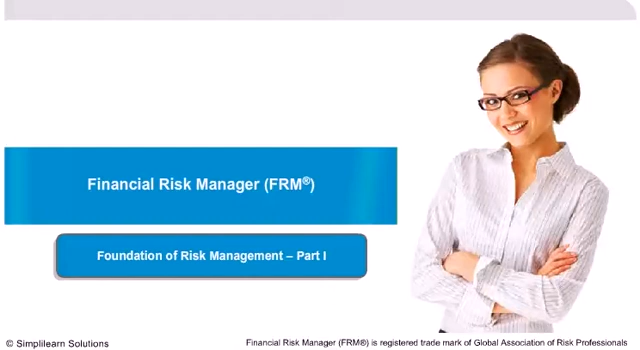 Financial Risk Manager (FRM®)
Foundation of Risk Management – Part I
© Simplilearn Solutions
Financial Risk Manager (FRM®) is registered trade mark of Global Association of Risk Professionals